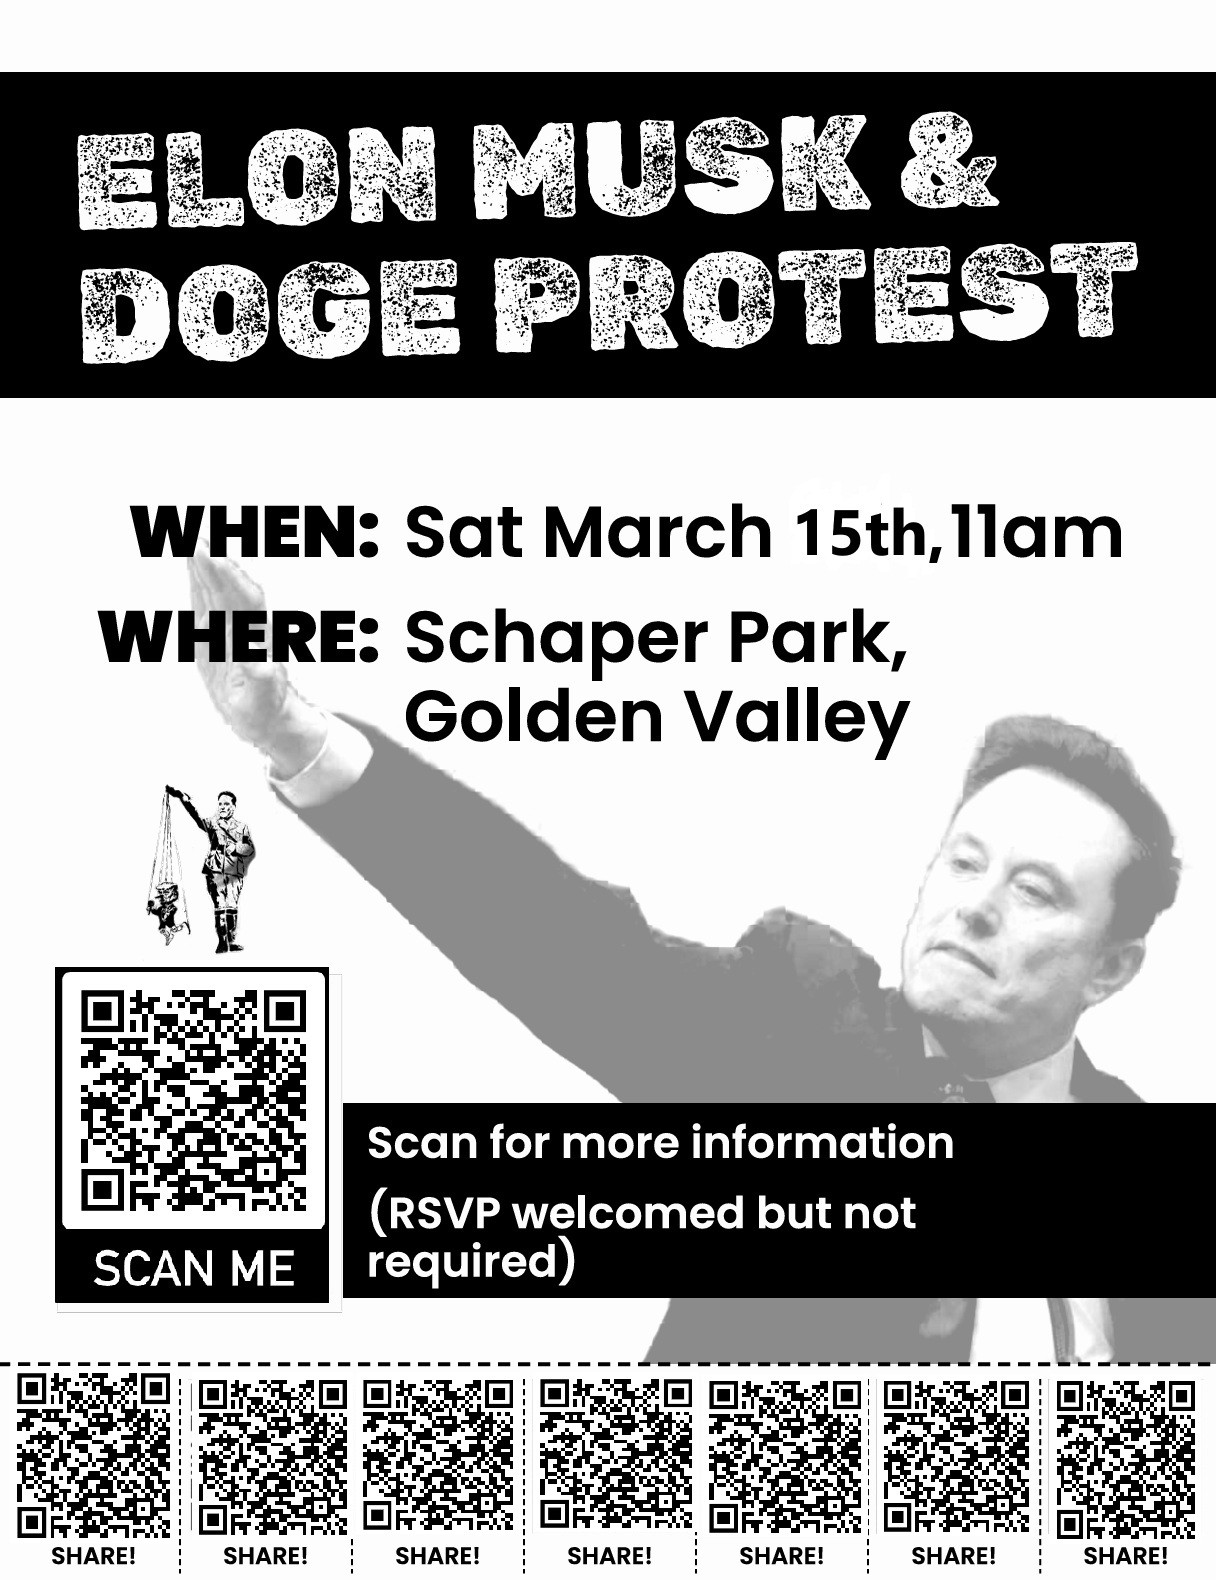 ELON MUSK &
DOGE PROTEST
WHEN: Sat March 15th, 11am
WHERE: Schaper Park,
Golden Valley
SCAN ME
Scan for more information
(RSVP welcomed but not
required)
SHARE! SHARE! SHARE! SHARE! SHARE! SHARE! SHARE!